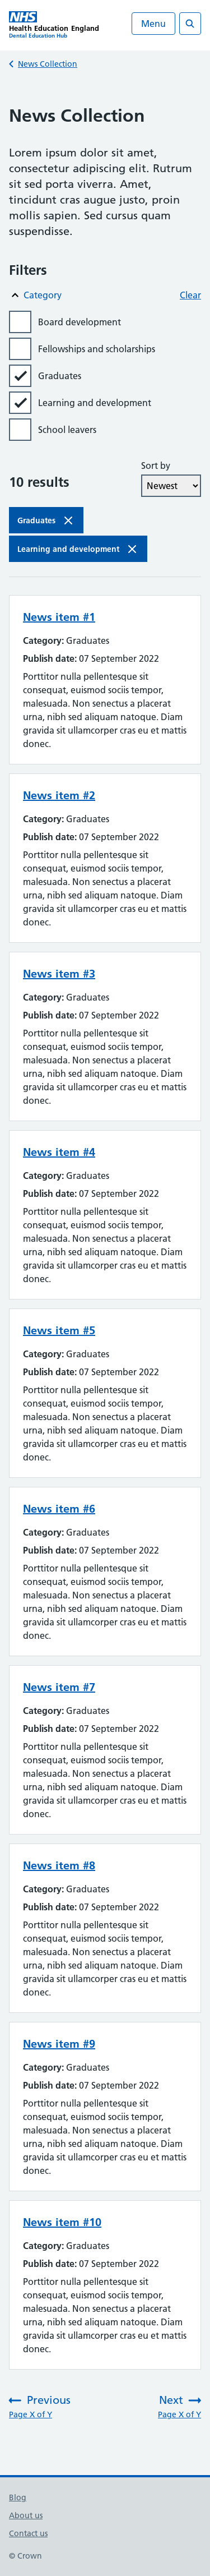 NHS
Health Education England
Dental Education Hub
Menu
News Collection
News Collection
Lorem ipsum dolor sit amet,
consectetur adipiscing elit. Rutrum
ut sit sed porta viverra. Amet,
tincidunt cras augue justo, proin
mollis sapien. Sed cursus quam
suspendisse.
Filters
Category Clear
Board development
Fellowships and scholarships
Graduates
Learning and development
School leavers
Sort by
10 results
Newest
Graduates
Learning and development
News item #1
Category: Graduates
Publish date: 07 September 2022
Porttitor nulla pellentesque sit
consequat, euismod sociis tempor,
malesuada. Non senectus a placerat
urna, nibh sed aliquam natoque. Diam
gravida sit ullamcorper cras eu et mattis
donec.
News item #2
Category: Graduates
Publish date: 07 September 2022
Porttitor nulla pellentesque sit
consequat, euismod sociis tempor,
malesuada. Non senectus a placerat
urna, nibh sed aliquam natoque. Diam
gravida sit ullamcorper cras eu et mattis
donec.
News item #3
Category: Graduates
Publish date: 07 September 2022
Porttitor nulla pellentesque sit
consequat, euismod sociis tempor,
malesuada. Non senectus a placerat
urna, nibh sed aliquam natoque. Diam
gravida sit ullamcorper cras eu et mattis
donec.
News item #4
Category: Graduates
Publish date: 07 September 2022
Porttitor nulla pellentesque sit
consequat, euismod sociis tempor,
malesuada. Non senectus a placerat
urna, nibh sed aliquam natoque. Diam
gravida sit ullamcorper cras eu et mattis
donec.
News item #5
Category: Graduates
Publish date: 07 September 2022
Porttitor nulla pellentesque sit
consequat, euismod sociis tempor,
malesuada. Non senectus a placerat
urna, nibh sed aliquam natoque. Diam
gravida sit ullamcorper cras eu et mattis
donec.
News item #6
Category: Graduates
Publish date: 07 September 2022
Porttitor nulla pellentesque sit
consequat, euismod sociis tempor,
malesuada. Non senectus a placerat
urna, nibh sed aliquam natoque. Diam
gravida sit ullamcorper cras eu et mattis
donec.
News item #7
Category: Graduates
Publish date: 07 September 2022
Porttitor nulla pellentesque sit
consequat, euismod sociis tempor,
malesuada. Non senectus a placerat
urna, nibh sed aliquam natoque. Diam
gravida sit ullamcorper cras eu et mattis
donec.
News item #8
Category: Graduates
Publish date: 07 September 2022
Porttitor nulla pellentesque sit
consequat, euismod sociis tempor,
malesuada. Non senectus a placerat
urna, nibh sed aliquam natoque. Diam
gravida sit ullamcorper cras eu et mattis
donec.
News item #9
Category: Graduates
Publish date: 07 September 2022
Porttitor nulla pellentesque sit
consequat, euismod sociis tempor,
malesuada. Non senectus a placerat
urna, nibh sed aliquam natoque. Diam
gravida sit ullamcorper cras eu et mattis
donec.
News item #10
Category: Graduates
Publish date: 07 September 2022
Porttitor nulla pellentesque sit
consequat, euismod sociis tempor,
malesuada. Non senectus a placerat
urna, nibh sed aliquam natoque. Diam
gravida sit ullamcorper cras eu et mattis
donec.
Previous Next
Page X of Y Page X of Y
Blog
About us
Contact us
© Crown